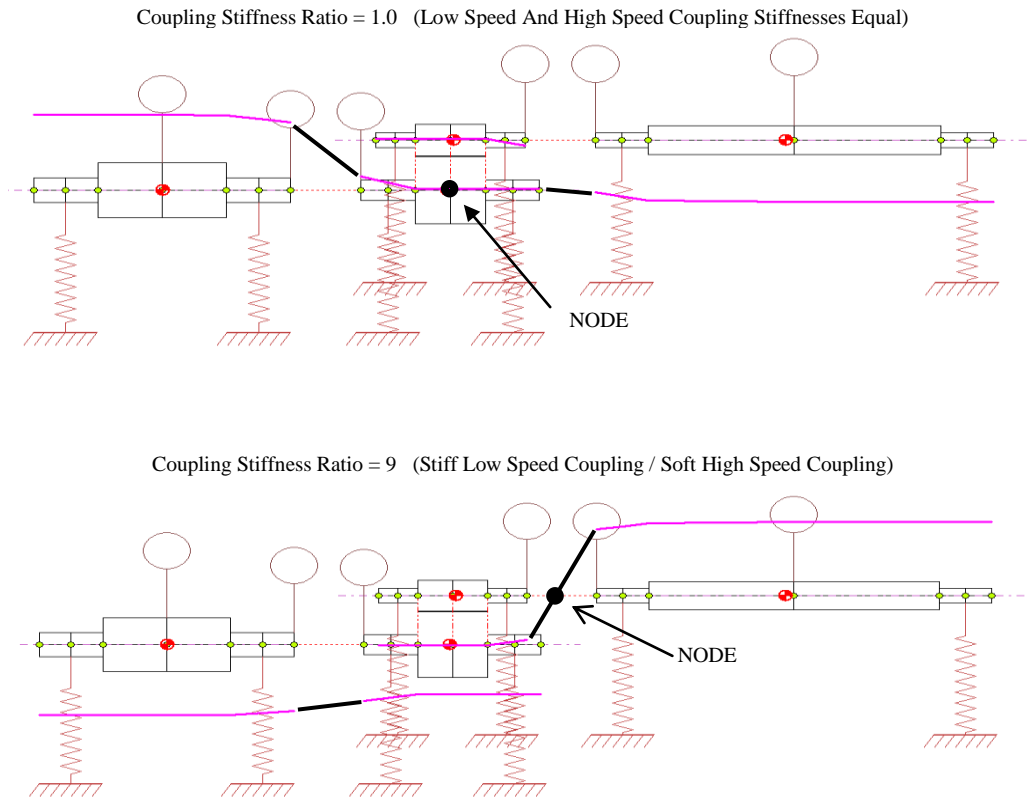 Coupling Stiffness Ratio = 1.0 (Low Speed And High Speed Coupling Stiffnesses Equal)
NODE
Coupling Stiffness Ratio = 9 (Stiff Low Speed Coupling / Soft High Speed Coupling)
NODE